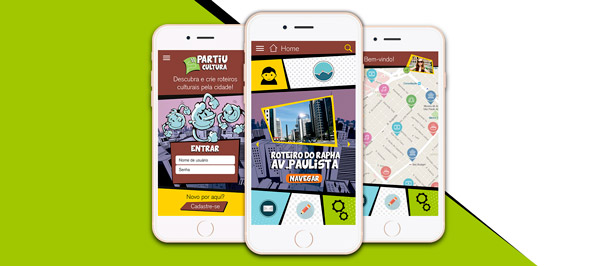 PARTIU
CULTURA
Descubra e crie roteiros
culturais pela cidade!
ENTRAR
Nome de usuário
Senha
Novo por aqui?
Cadastre-se
Home
ROTEIRO DO RAPHA
AV.PAULISTA
NAVEGAR
Bem-vindo!